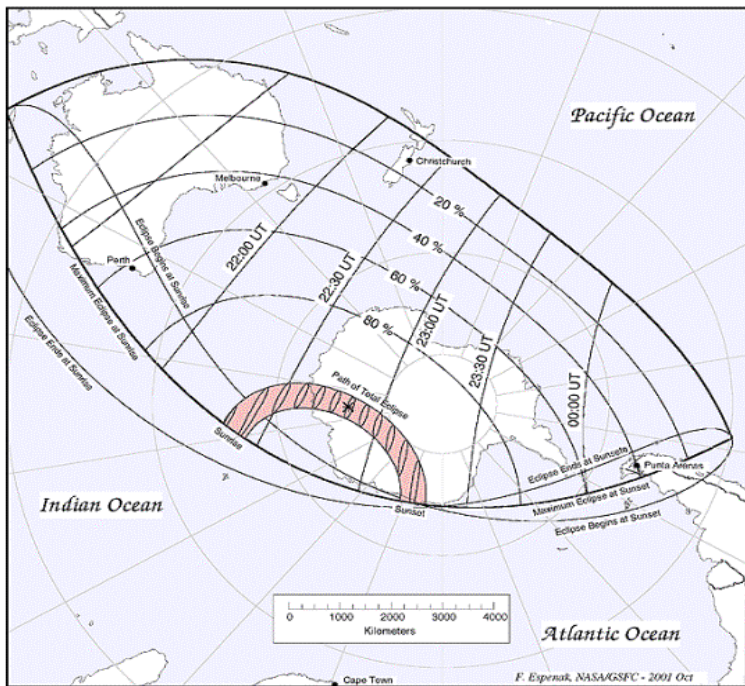 Pacific Ocean
Christchurch
Melbourne
20 %
Eclipse Begins at Sunrise
22:00 UT
40 %
Perth
22:30 UT
60 %
Maximum Eclipse at Sunrise
23:00 UT
Eclipse Ends at Sunrise
80 %
23:30 UT
Path of Total Eclipse
00:00 UT
Sunrise
Eclipse Ends at Sunset
Punta Arenas
Indian Ocean
Sunset
Maximum Eclipse at Sunset
Eclipse Begins at Sunset
0 1000 2000 3000 4000
Kilometers
Atlantic Ocean
Cape Town
F. Espenak, NASA/GSFC - 2001 Oct